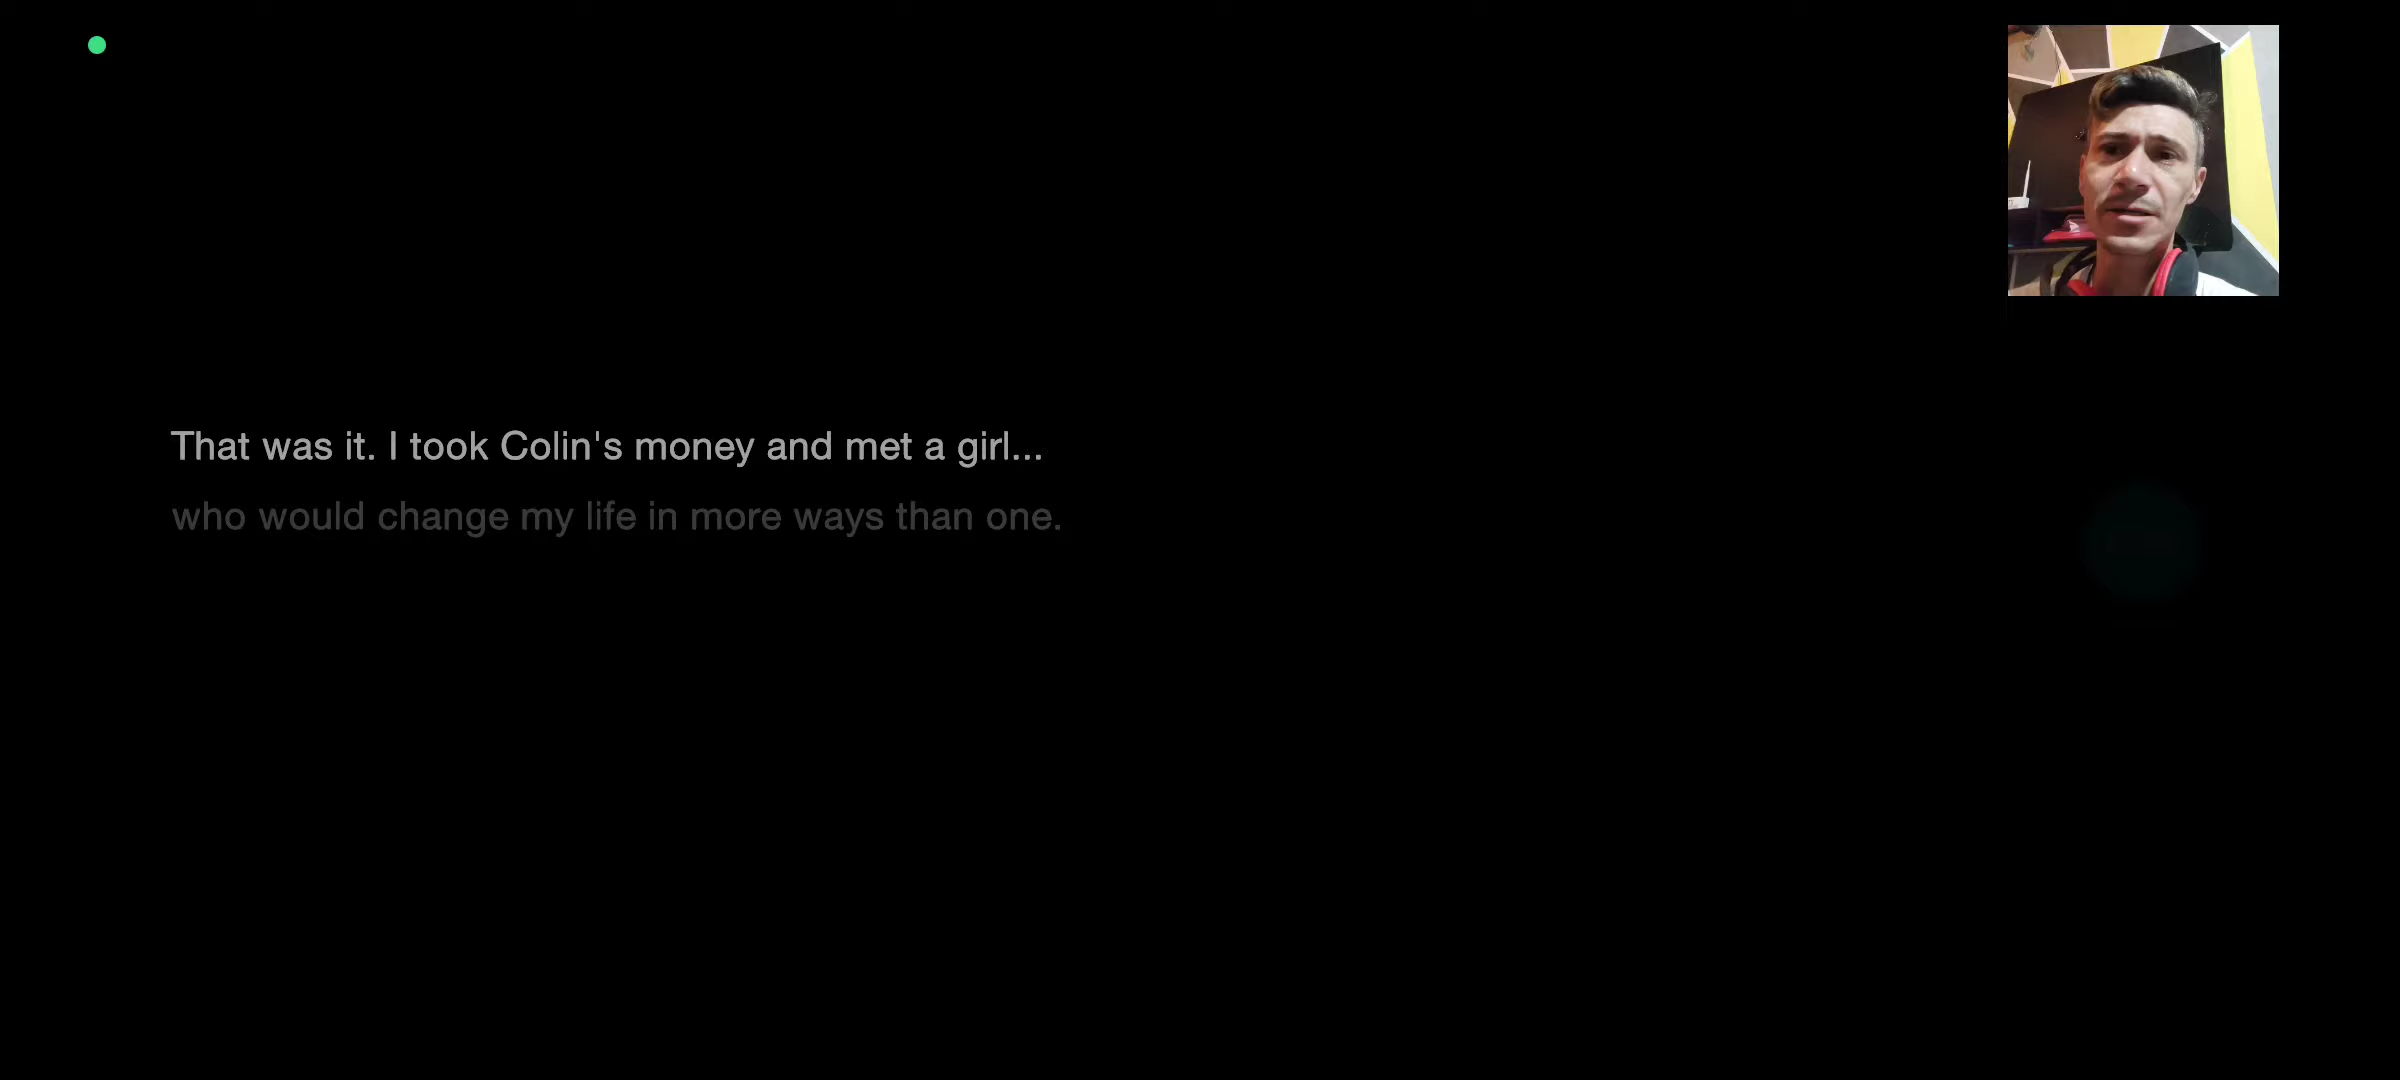 That was it. I took Colin's money and met a girl...
who would change my life in more ways than one.